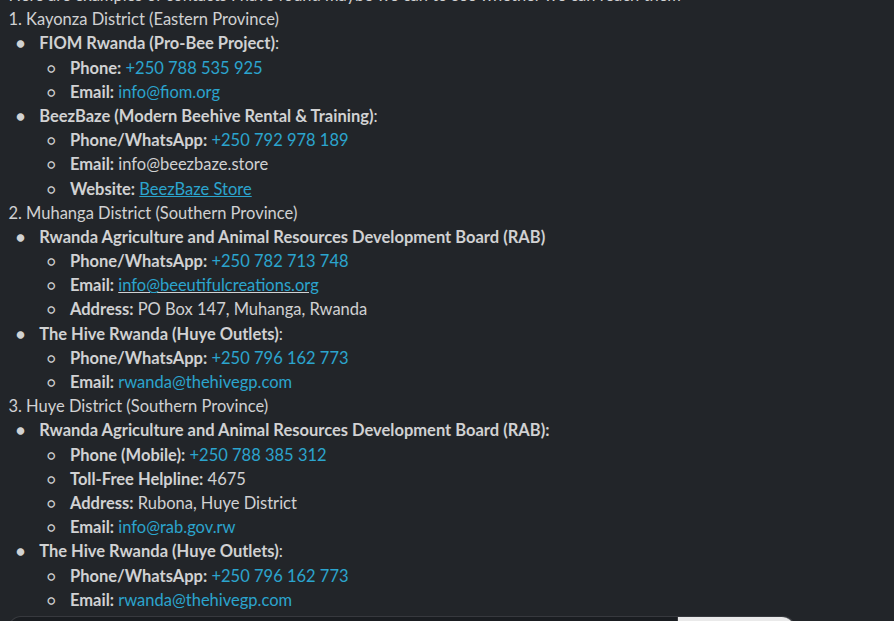 1. Kayonza District (Eastern Province)
● FIOM Rwanda (Pro-Bee Project):
○ Phone: +250 788 535 925
○ Email: info@fiom.org
● BeezBaze (Modern Beehive Rental & Training):
○ Phone/WhatsApp: +250 792 978 189
○ Email: info@beezbaze.store
○ Website: BeezBaze Store
2. Muhanga District (Southern Province)
● Rwanda Agriculture and Animal Resources Development Board (RAB)
○ Phone/WhatsApp: +250 782 713 748
○ Email: info@beeutifulcreations.org
○ Address: PO Box 147, Muhanga, Rwanda
● The Hive Rwanda (Huye Outlets):
○ Phone/WhatsApp: +250 796 162 773
○ Email: rwanda@thehivegp.com
3. Huye District (Southern Province)
● Rwanda Agriculture and Animal Resources Development Board (RAB):
○ Phone (Mobile): +250 788 385 312
○ Toll-Free Helpline: 4675
○ Address: Rubona, Huye District
○ Email: info@rab.gov.rw
● The Hive Rwanda (Huye Outlets):
○ Phone/WhatsApp: +250 796 162 773
○ Email: rwanda@thehivegp.com